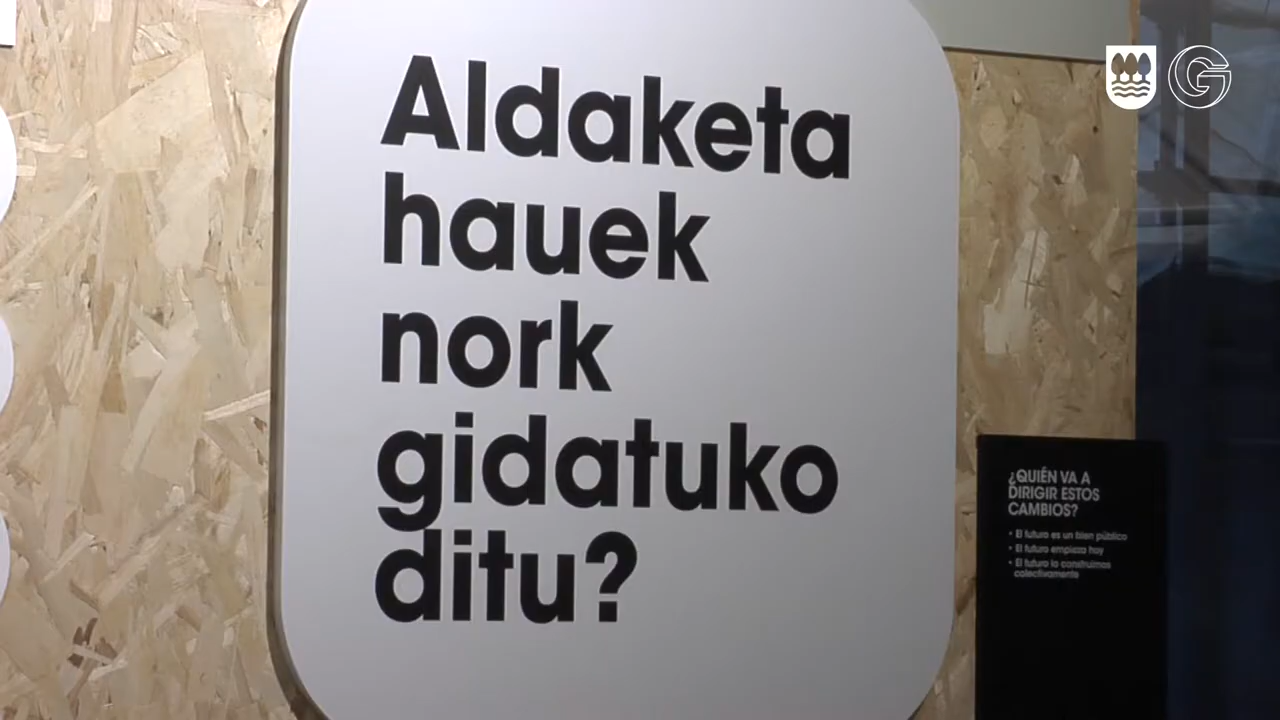 Aldaketa
hauek
nork
gidatuko
ditu?
¿QUIÉN VA A
DIRIGIR ESTOS
CAMBIOS?
• El futuro es un bien público
• El futuro empieza hoy
• El futuro lo construimos
colectivamente
G